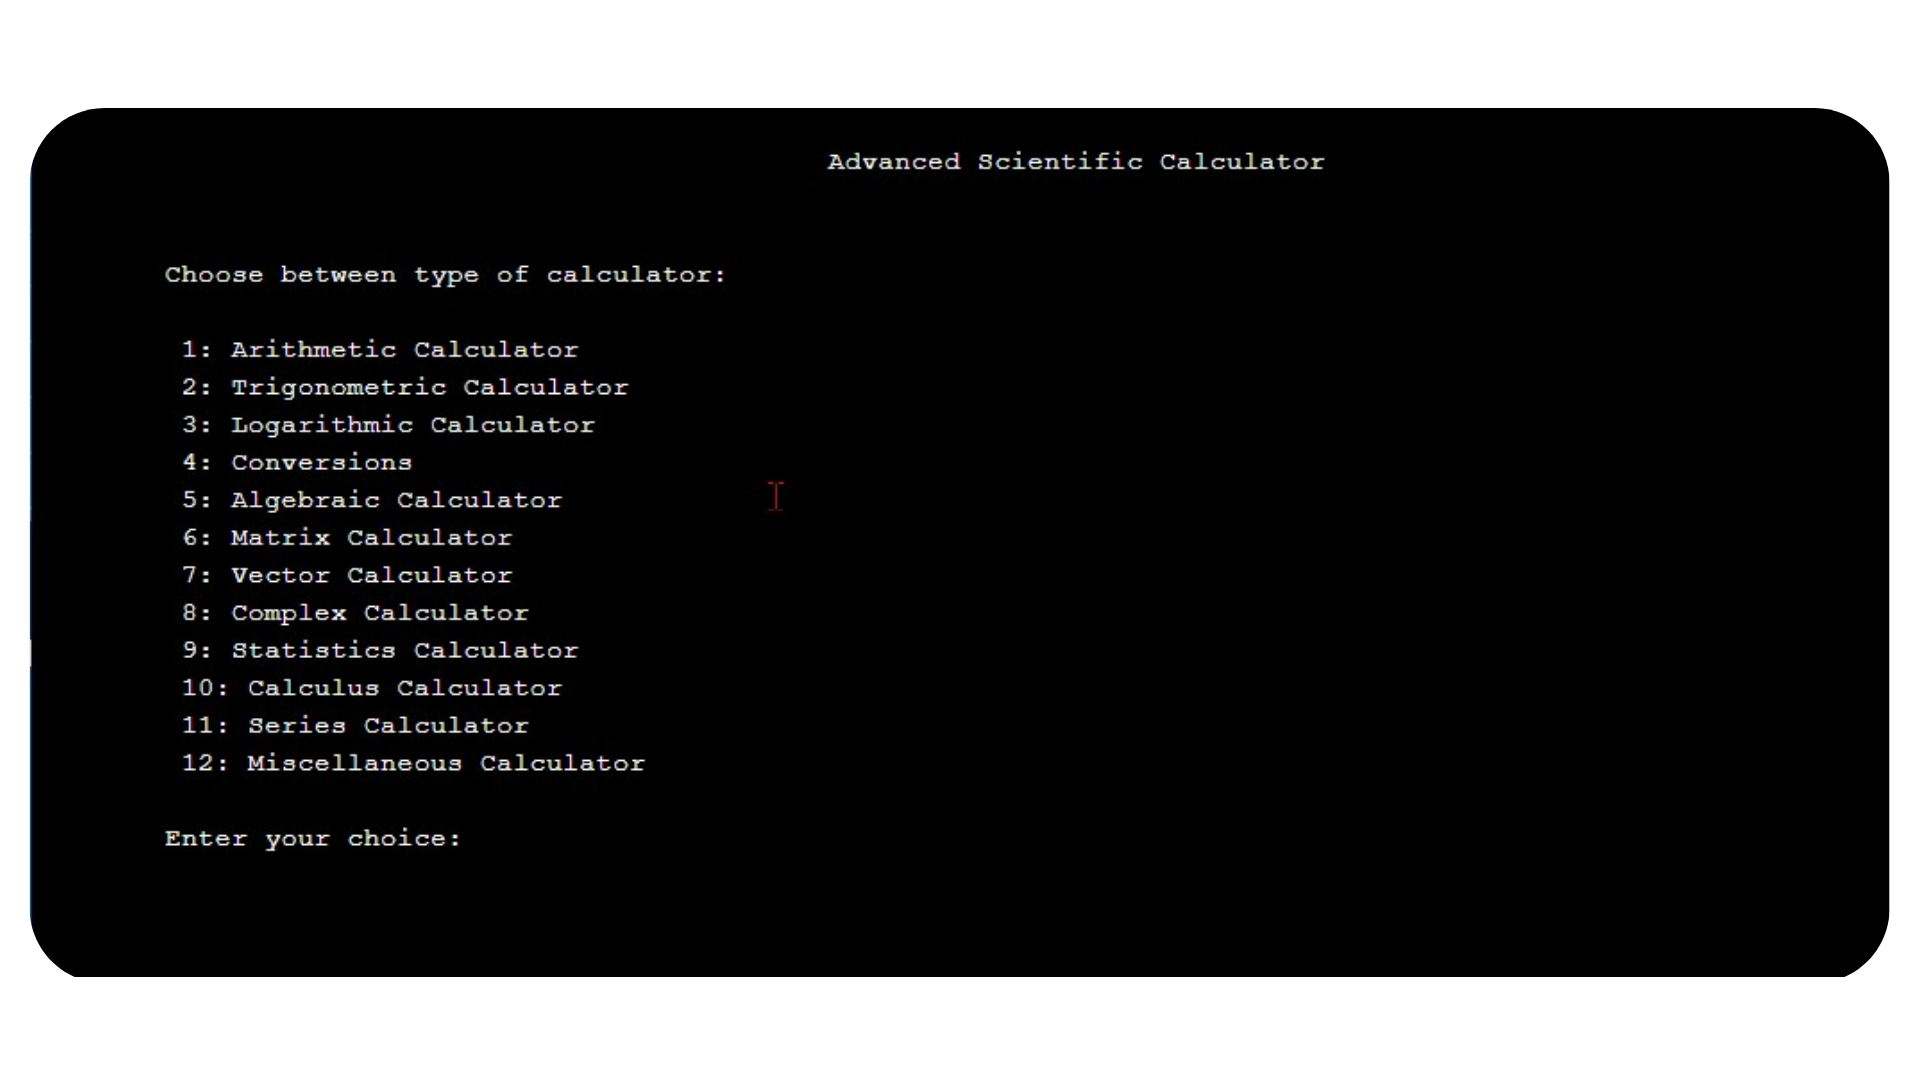 Advanced Scientific Calculator
Choose between type of calculator:
1: Arithmetic Calculator
2: Trigonometric Calculator
3: Logarithmic Calculator
4: Conversions
5: Algebraic Calculator
6: Matrix Calculator
7: Vector Calculator
8: Complex Calculator
9: Statistics Calculator
10: Calculus Calculator
11: Series Calculator
12: Miscellaneous Calculator
Enter your choice: